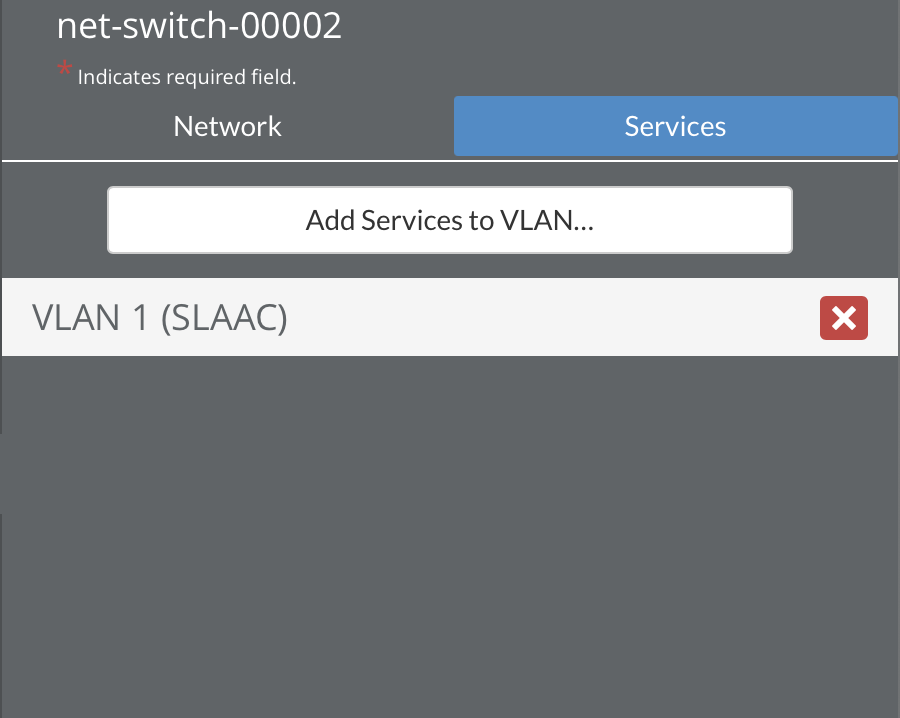 net-switch-00002
* Indicates required field.
Network
Services
Add Services to VLAN...
VLAN 1 (SLAAC)